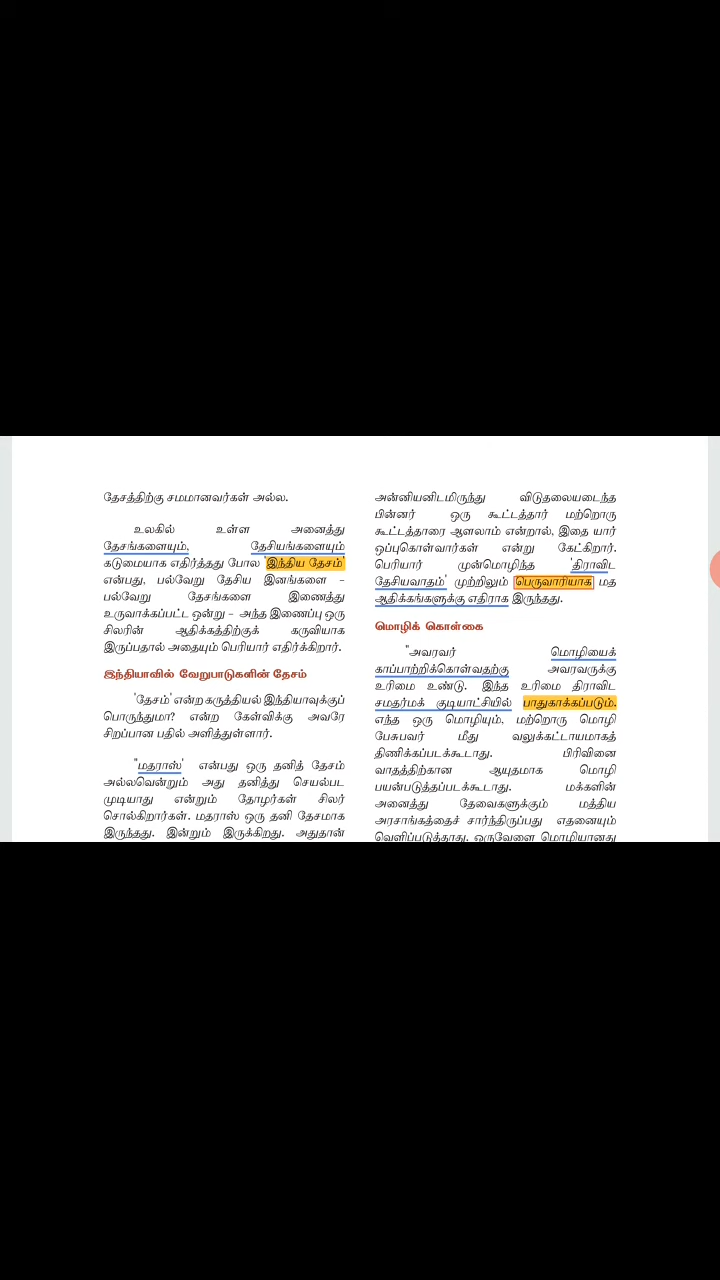 தேசத்திற்கு சமமானவர்கள் அல்ல.
உலகில் உள்ள அனைத்து
தேசங்களையும், தேசியங்களையும்
கடுமையாக எதிர்த்தது போல 'இந்திய தேசம்'
என்பது, பல்வேறு தேசிய இனங்களை –
பல்வேறு தேசங்களை இணைத்து
உருவாக்கப்பட்ட ஒன்று – அந்த இணைப்பு ஒரு
சிலரின் ஆதிக்கத்திற்குக் கருவியாக
இருப்பதால் அதையும் பெரியார் எதிர்க்கிறார்.
இந்தியாவில் வேறுபாடுகளின் தேசம்
'தேசம்' என்ற கருத்தியல் இந்தியாவுக்குப்
பொருந்துமா? என்ற கேள்விக்கு அவரே
சிறப்பான பதில் அளித்துள்ளார்.
"மதராஸ்' என்பது ஒரு தனித் தேசம்
அல்லவென்றும் அது தனித்து செயல்பட
முடியாது என்றும் தோழர்கள் சிலர்
சொல்கிறார்கள். மதராஸ் ஒரு தனி தேசமாக
இருந்தது. இன்றும் இருக்கிறது. அதுதான்
அன்னியனிடமிருந்து விடுதலையடைந்த
பின்னர் ஒரு கூட்டத்தார் மற்றொரு
கூட்டத்தாரை ஆளலாம் என்றால், இதை யார்
ஒப்புகொள்வார்கள் என்று கேட்கிறார்.
பெரியார் முன்மொழிந்த 'திராவிட
தேசியவாதம்' முற்றிலும் பெருவாரியாக மத
ஆதிக்கங்களுக்கு எதிராக இருந்தது.
மொழிக் கொள்கை
"அவரவர் மொழியைக்
காப்பாற்றிக்கொள்வதற்கு அவரவருக்கு
உரிமை உண்டு. இந்த உரிமை திராவிட
சமதர்மக் குடியாட்சியில் பாதுகாக்கப்படும்.
எந்த ஒரு மொழியும், மற்றொரு மொழி
பேசுபவர் மீது வலுக்கட்டாயமாகத்
திணிக்கப்படக்கூடாது. பிரிவினை
வாதத்திற்கான ஆயுதமாக மொழி
பயன்படுத்தப்படக்கூடாது. மக்களின்
அனைத்து தேவைகளுக்கும் மத்திய
அரசாங்கத்தைச் சார்ந்திருப்பது எதனையும்
வெளிப்படுத்தாது. ஒருவேளை மொழியானது